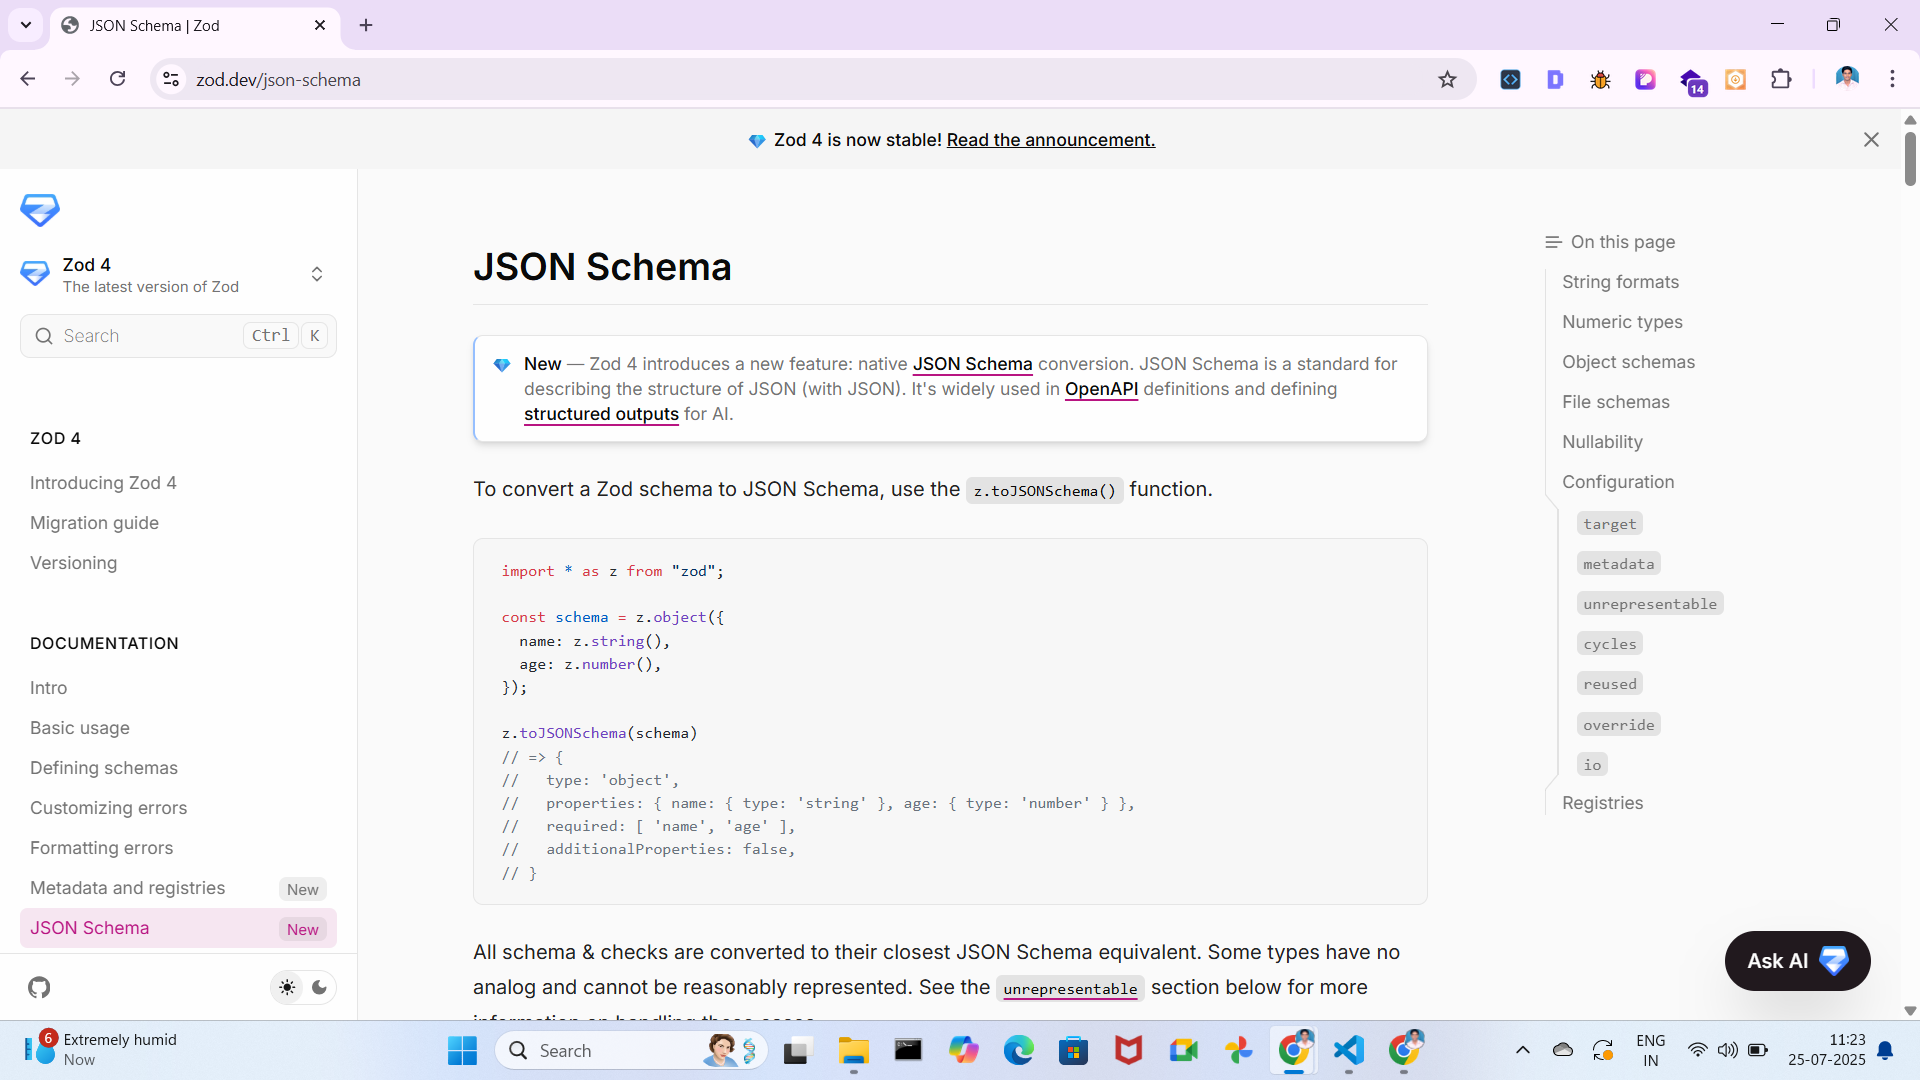 JSON Schema | Zod
zod.dev/json-schema
14
Zod 4 is now stable! Read the announcement.
Zod 4
The latest version of Zod
Search
Ctrl K
ZOD 4
Introducing Zod 4
Migration guide
Versioning
DOCUMENTATION
Intro
Basic usage
Defining schemas
Customizing errors
Formatting errors
Metadata and registries New
JSON Schema New
JSON Schema
New — Zod 4 introduces a new feature: native JSON Schema conversion. JSON Schema is a standard for
describing the structure of JSON (with JSON). It's widely used in OpenAPI definitions and defining
structured outputs for AI.
To convert a Zod schema to JSON Schema, use the z.toJSONSchema() function.
import * as z from "zod";
const schema = z.object({
  name: z.string(),
  age: z.number(),
});
z.toJSONSchema(schema)
// => {
//   type: 'object',
//   properties: { name: { type: 'string' }, age: { type: 'number' } },
//   required: [ 'name', 'age' ],
//   additionalProperties: false,
// }
All schema & checks are converted to their closest JSON Schema equivalent. Some types have no
analog and cannot be reasonably represented. See the unrepresentable section below for more
On this page
String formats
Numeric types
Object schemas
File schemas
Nullability
Configuration
target
metadata
unrepresentable
cycles
reused
override
io
Registries
Ask AI
6
Extremely humid
Now
Search
ENG
IN
11:23
25-07-2025